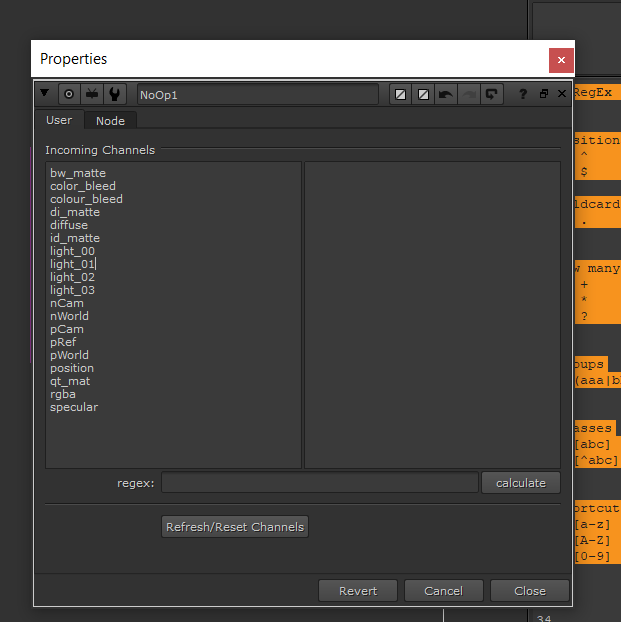 Properties
NoOp1
User Node
Incoming Channels
bw_matte
color_bleed
colour_bleed
di_matte
diffuse
id_matte
light_00
light_01
light_02
light_03
nCam
nWorld
pCam
pRef
pWorld
position
qt_mat
rgba
specular
regex: calculate
Refresh/Reset Channels
Revert Cancel Close
RegEx
sition
^
$
ldcard
.
w many
+
*
?
oups
(aaa|b
asses
[abc]
[^abc]
ortcut
[a-z]
[A-Z]
[0-9]
34